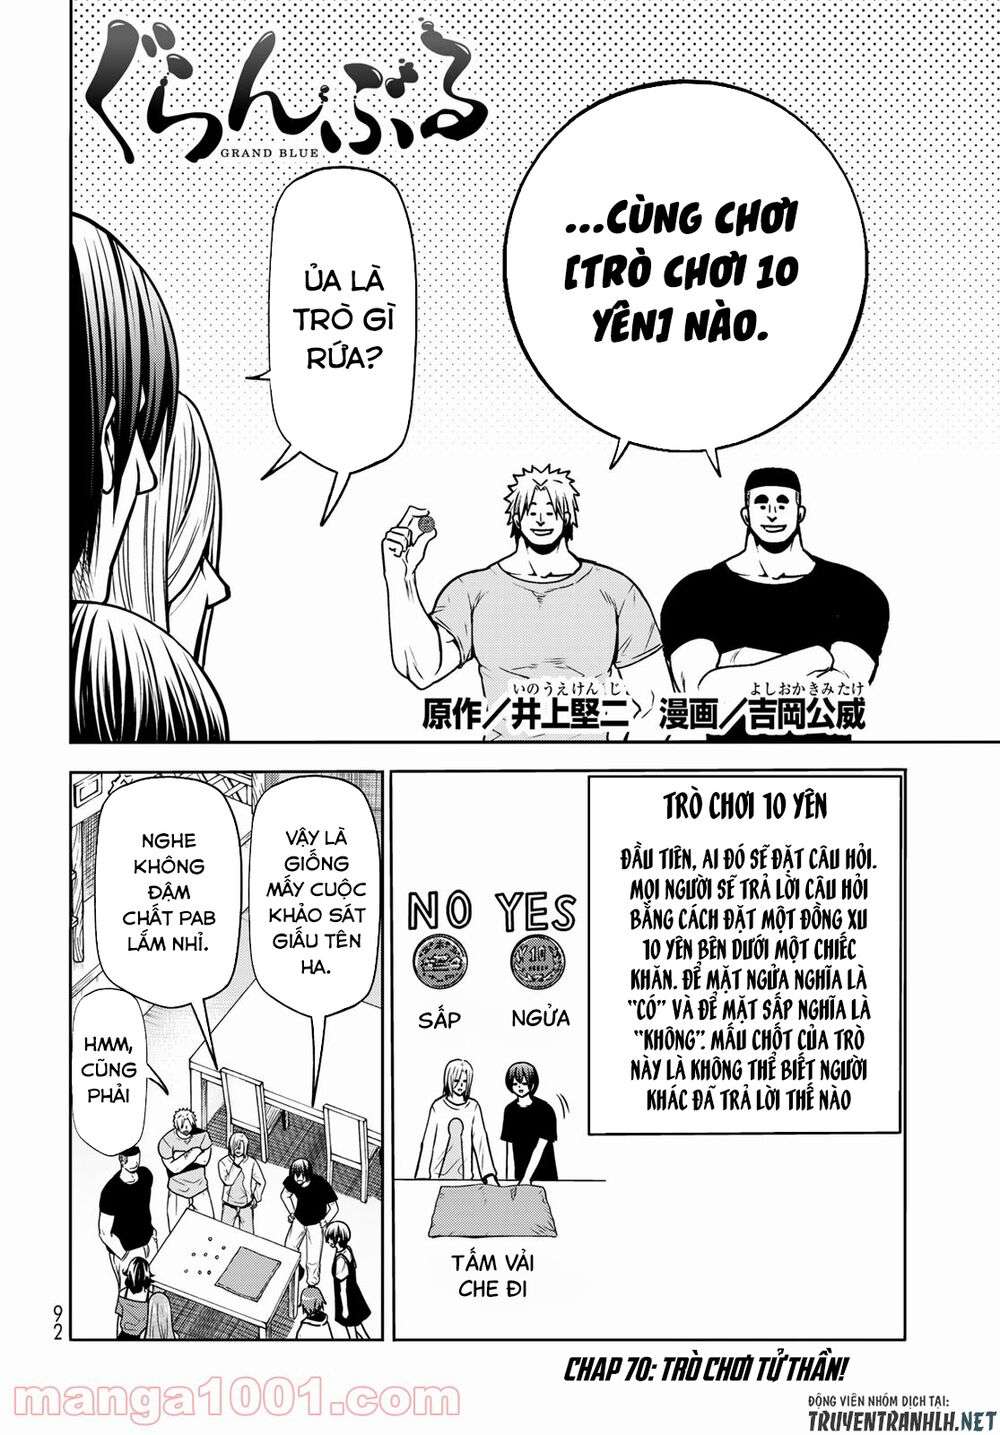 ぐらんぶる
GRAND BLUE
...CÙNG CHƠI
[TRÒ CHƠI 10
YÊN] NÀO.
ỦA LÀ
TRÒ GÌ
RỨA?
いのうえけんじ
よしおかきみたけ
原作／井上堅二 漫画／吉岡公威
TRÒ CHƠI 10 YÊN
ĐẦU TIÊN, AI ĐÓ SẼ ĐẶT CÂU HỎI.
MỌI NGƯỜI SẼ TRẢ LỜI CÂU HỎI
BẰNG CÁCH ĐẶT MỘT ĐỒNG XU
10 YÊN BÊN DƯỚI MỘT CHIẾC
KHĂN. ĐỂ MẶT NGỬA NGHĨA LÀ
"CÓ" VÀ ĐỂ MẶT SẤP NGHĨA LÀ
"KHÔNG". MẤU CHỐT CỦA TRÒ
NÀY LÀ KHÔNG THỂ BIẾT NGƯỜI
KHÁC ĐÃ TRẢ LỜI THẾ NÀO
NO YES
10
SẤP NGỬA
TẤM VẢI
CHE ĐI
VẬY LÀ
GIỐNG
MẤY CUỘC
KHẢO SÁT
GIẤU TÊN
HA.
NGHE
KHÔNG
ĐẬM
CHẤT PAB
LẮM NHỈ.
HMM,
CŨNG
PHẢI
92
CHAP 70: TRÒ CHƠI TỬ THẦN!
manga1001.com
ĐỘNG VIÊN NHÓM DỊCH TẠI:
TRUYENTRANHLH.NET